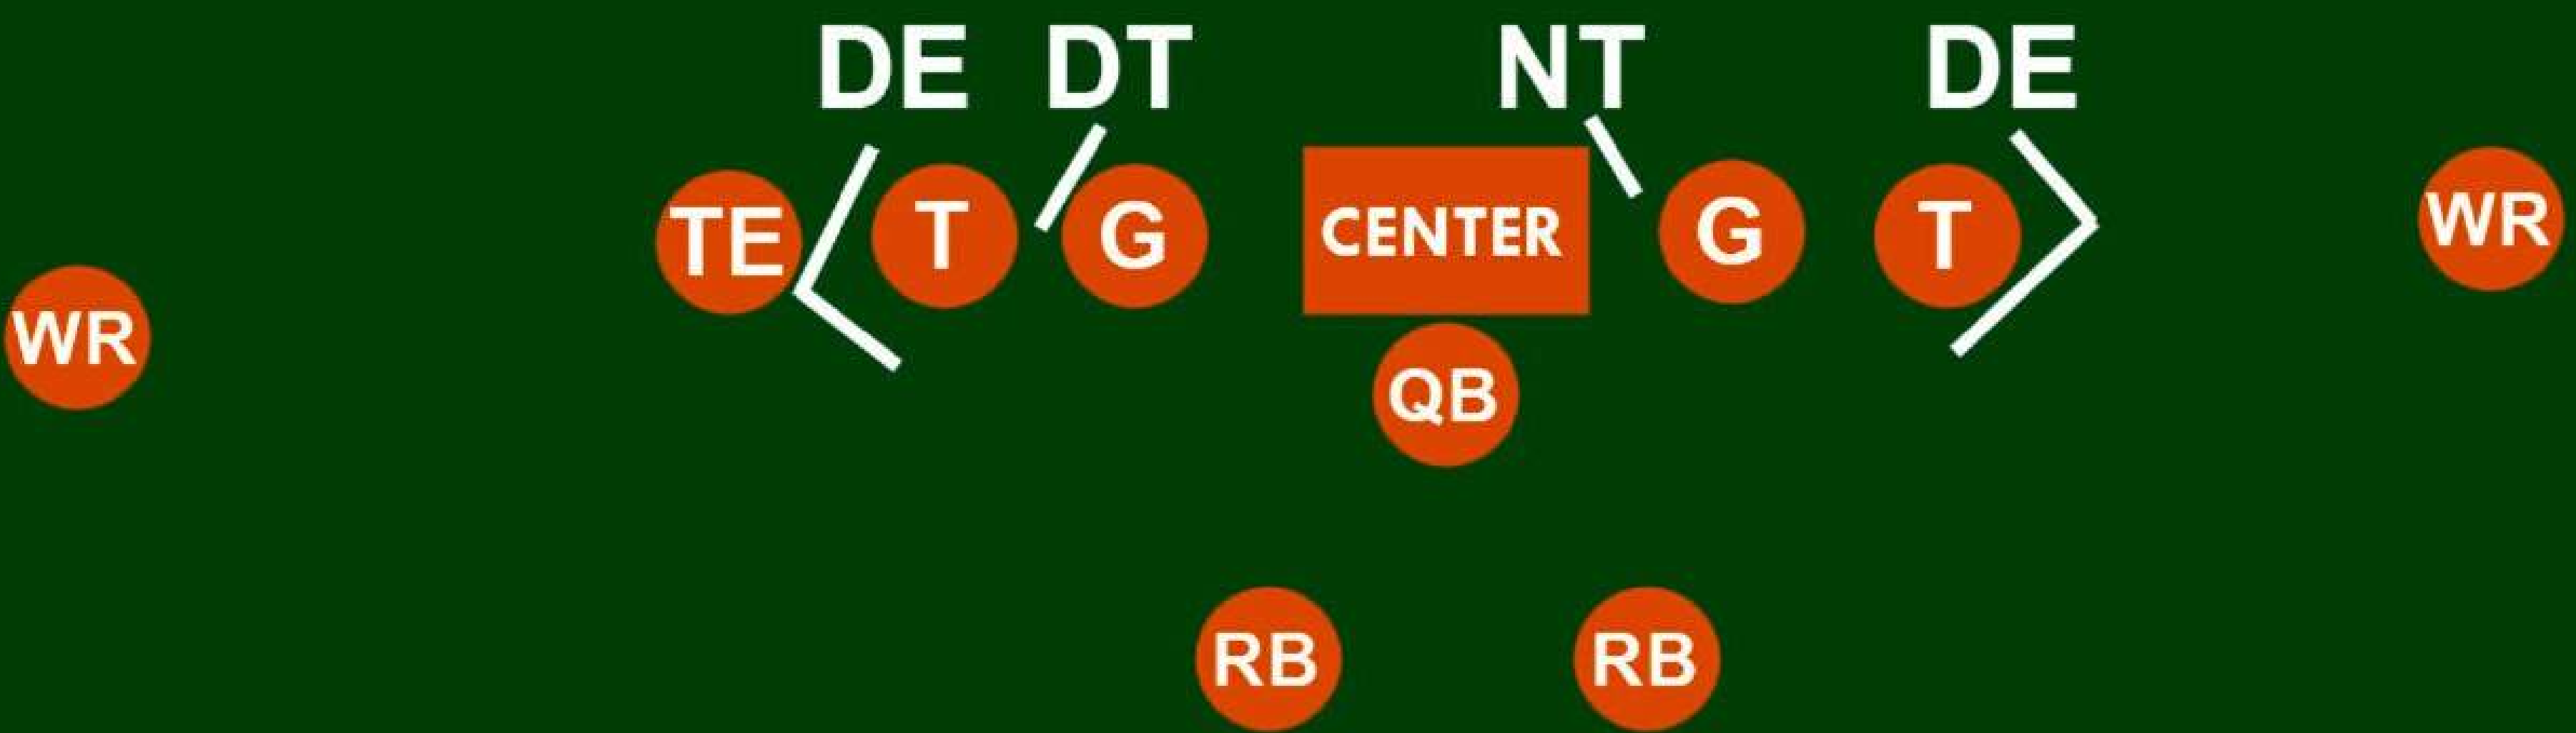 DE DT NT DE
TE T G CENTER G T WR
WR
QB
RB RB